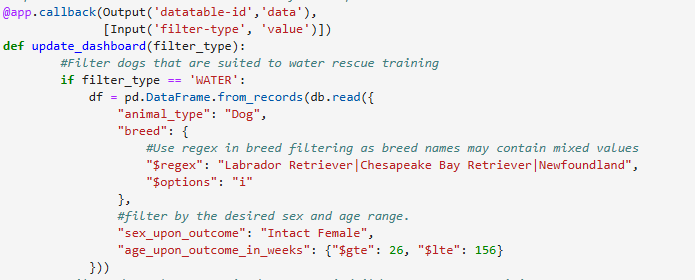 @app.callback(Output('datatable-id','data'),
              [Input('filter-type', 'value')])
def update_dashboard(filter_type):
        #Filter dogs that are suited to water rescue training
        if filter_type == 'WATER':
            df = pd.DataFrame.from_records(db.read({
                "animal_type": "Dog",
                "breed": {
                    #Use regex in breed filtering as breed names may contain mixed values
                    "$regex": "Labrador Retriever|Chesapeake Bay Retriever|Newfoundland",
                    "$options": "i"
                },
                #filter by the desired sex and age range.
                "sex_upon_outcome": "Intact Female",
                "age_upon_outcome_in_weeks": {"$gte": 26, "$lte": 156}
            }))